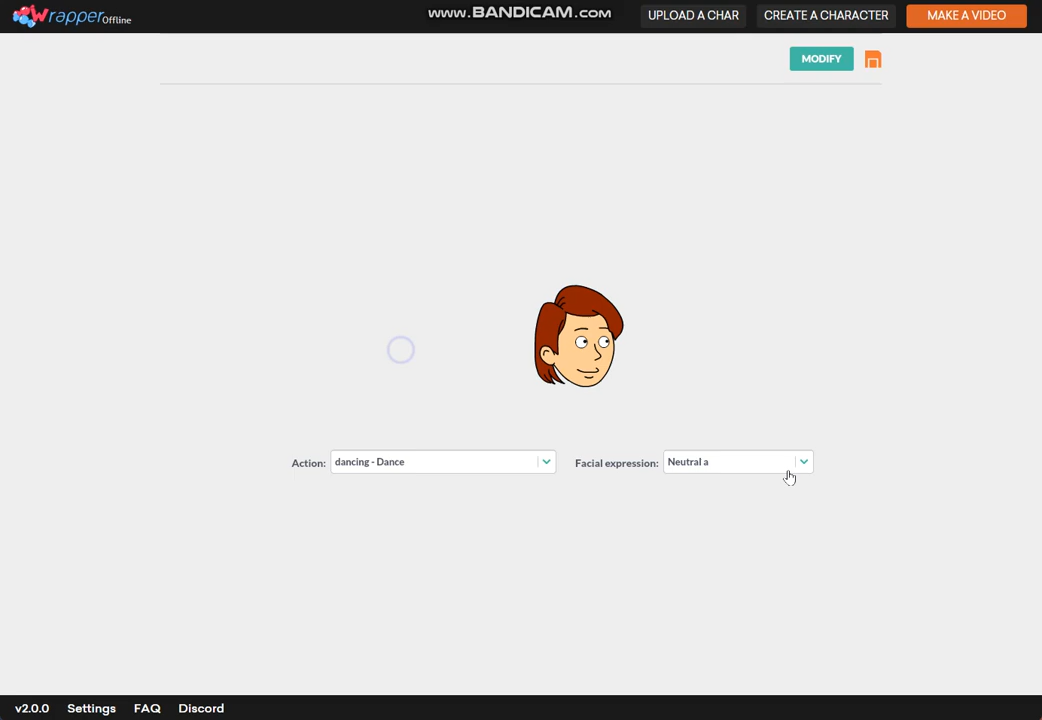 Wrapper Offline
www.BANDICAM.com
UPLOAD A CHAR
CREATE A CHARACTER
MAKE A VIDEO
MODIFY
Action: dancing - Dance
Facial expression: Neutral a
v2.0.0 Settings FAQ Discord